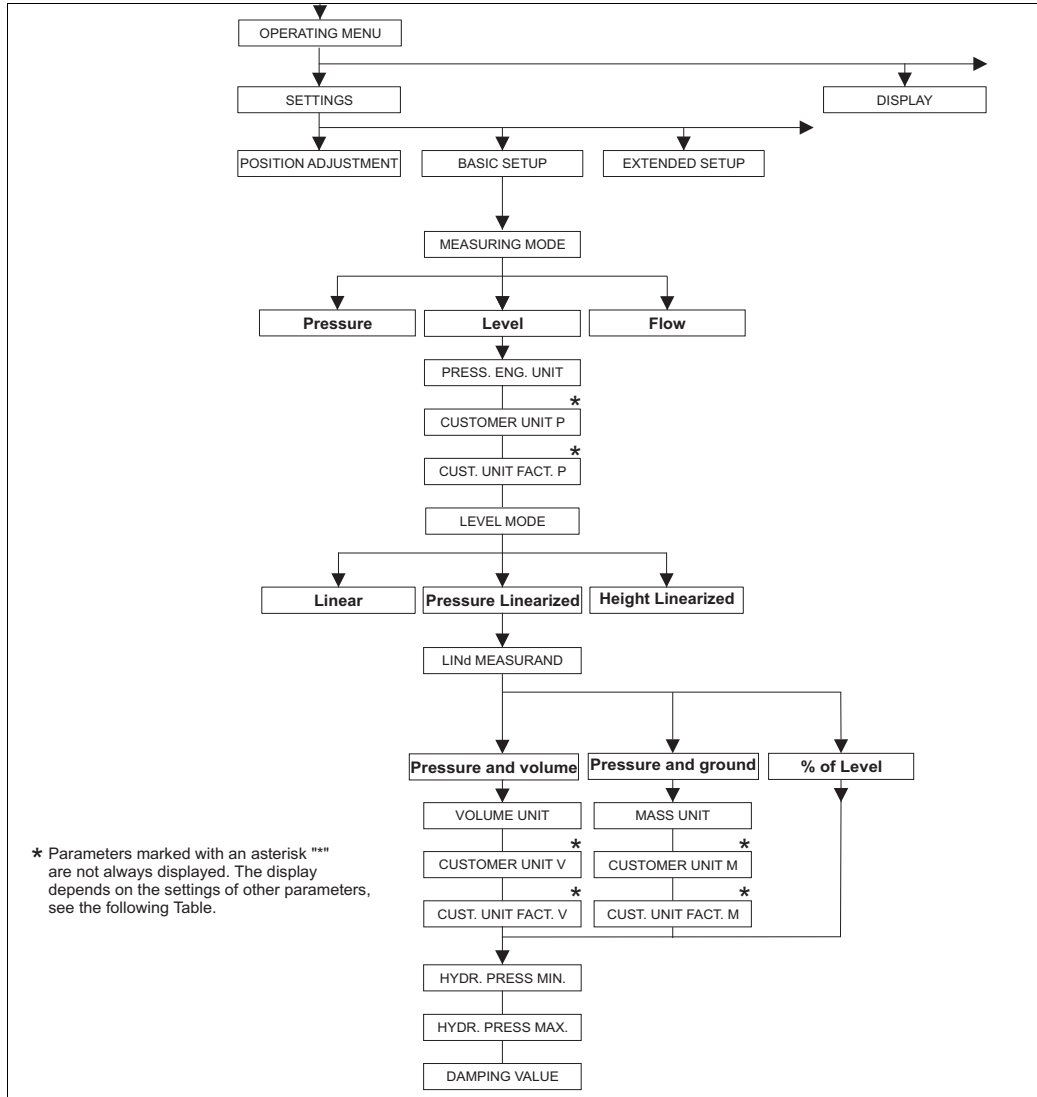 OPERATING MENU
SETTINGS
DISPLAY
POSITION ADJUSTMENT
BASIC SETUP
EXTENDED SETUP
MEASURING MODE
Pressure
Level
Flow
PRESS. ENG. UNIT
*
CUSTOMER UNIT P
*
CUST. UNIT FACT. P
LEVEL MODE
Linear
Pressure Linearized
Height Linearized
LINd MEASURAND
Pressure and volume
Pressure and ground
% of Level
VOLUME UNIT
MASS UNIT
*
*
CUSTOMER UNIT V
CUSTOMER UNIT M
*
*
CUST. UNIT FACT. V
CUST. UNIT FACT. M
* Parameters marked with an asterisk "*"
are not always displayed. The display
depends on the settings of other parameters,
see the following Table.
HYDR. PRESS MIN.
HYDR. PRESS MAX.
DAMPING VALUE